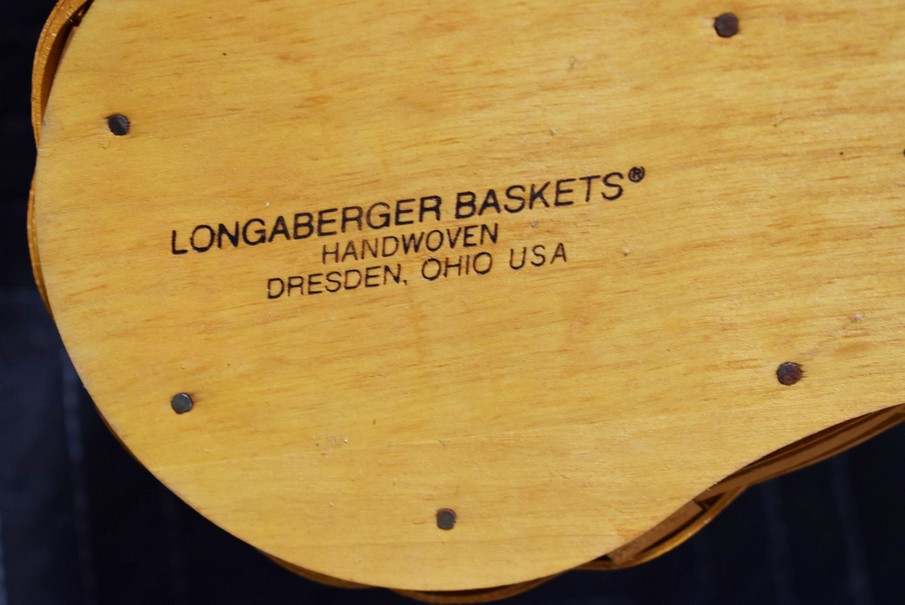 LONGABERGER BASKETS®
HANDWOVEN
DRESDEN, OHIO USA